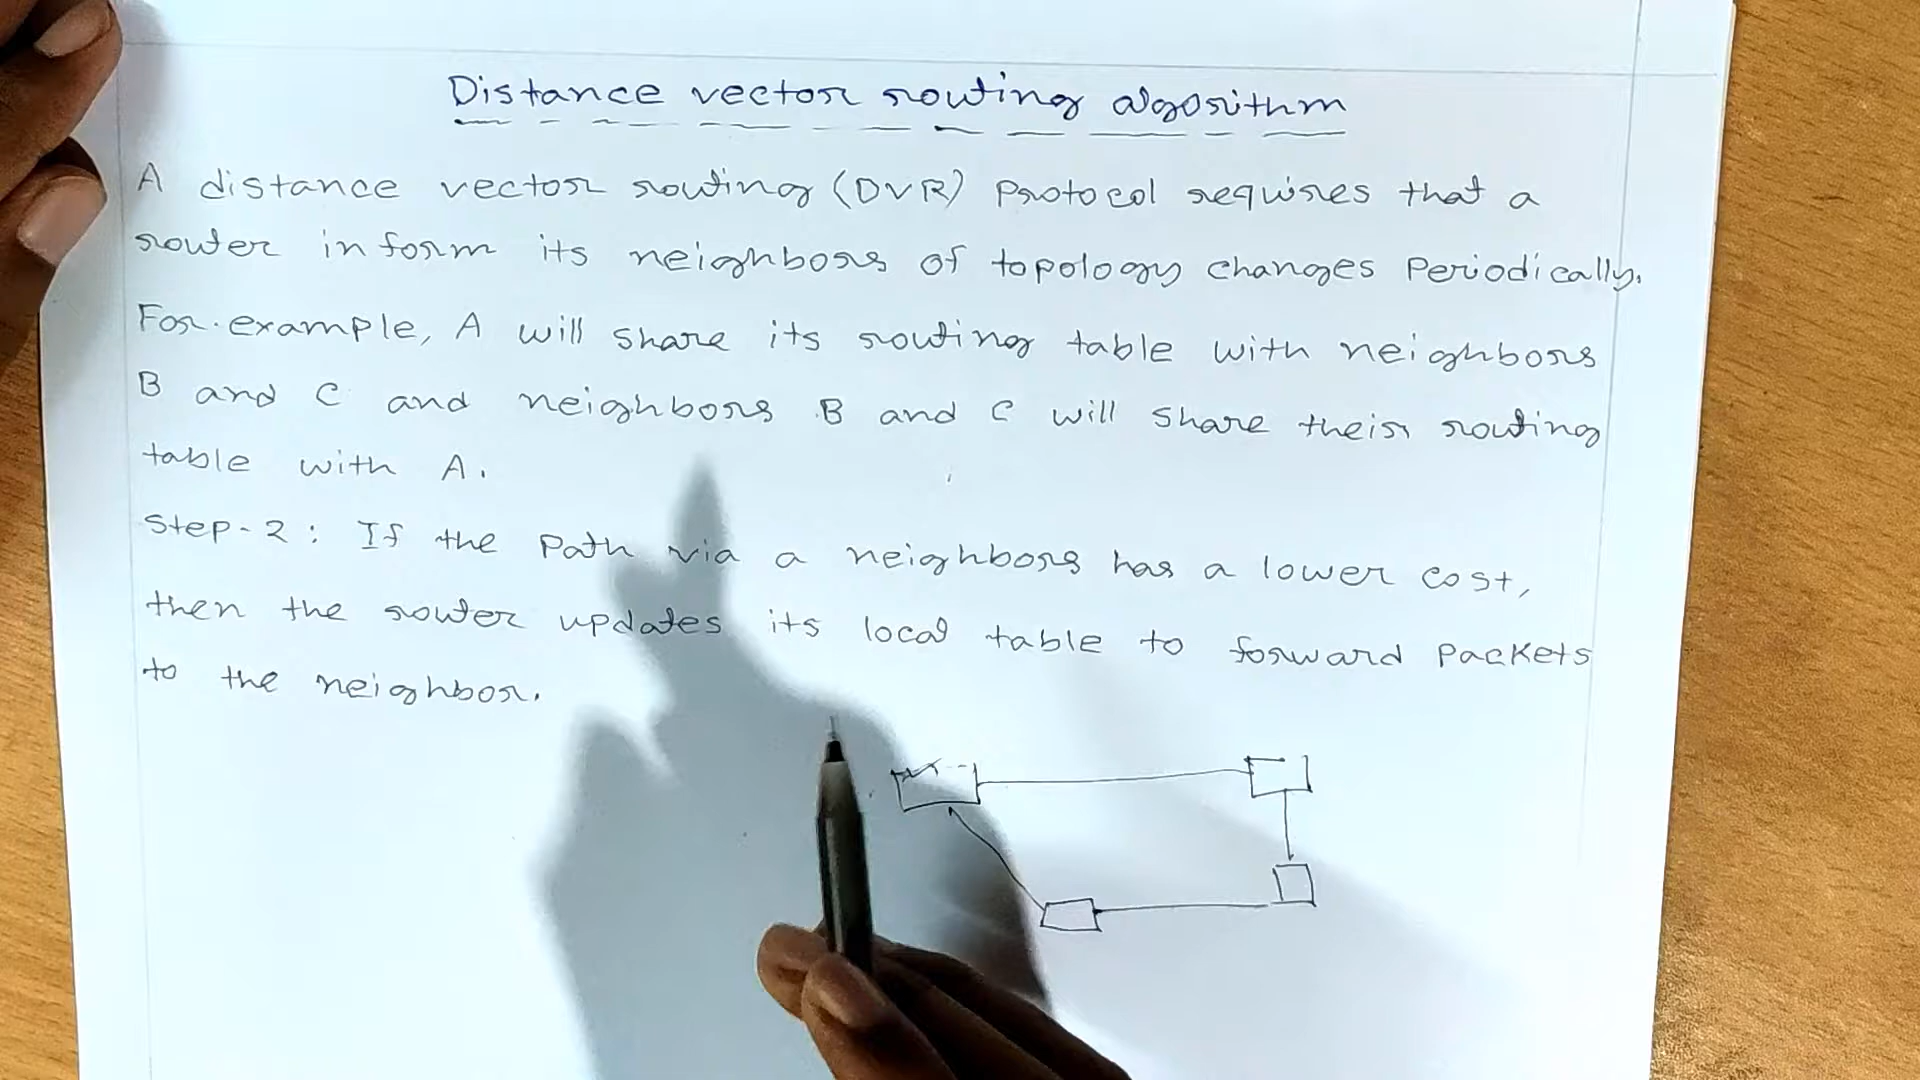 Distance vector routing algorithm
A distance vector routing (DVR) Protocol requires that a
router inform its neighbors of topology changes Periodically.
For example, A will share its routing table with neighbors
B and C and neighbors B and C will share their routing
table with A.
Step-2: If the Path via a neighbors has a lower cost,
then the router updates its local table to forward Packets
to the neighbor.